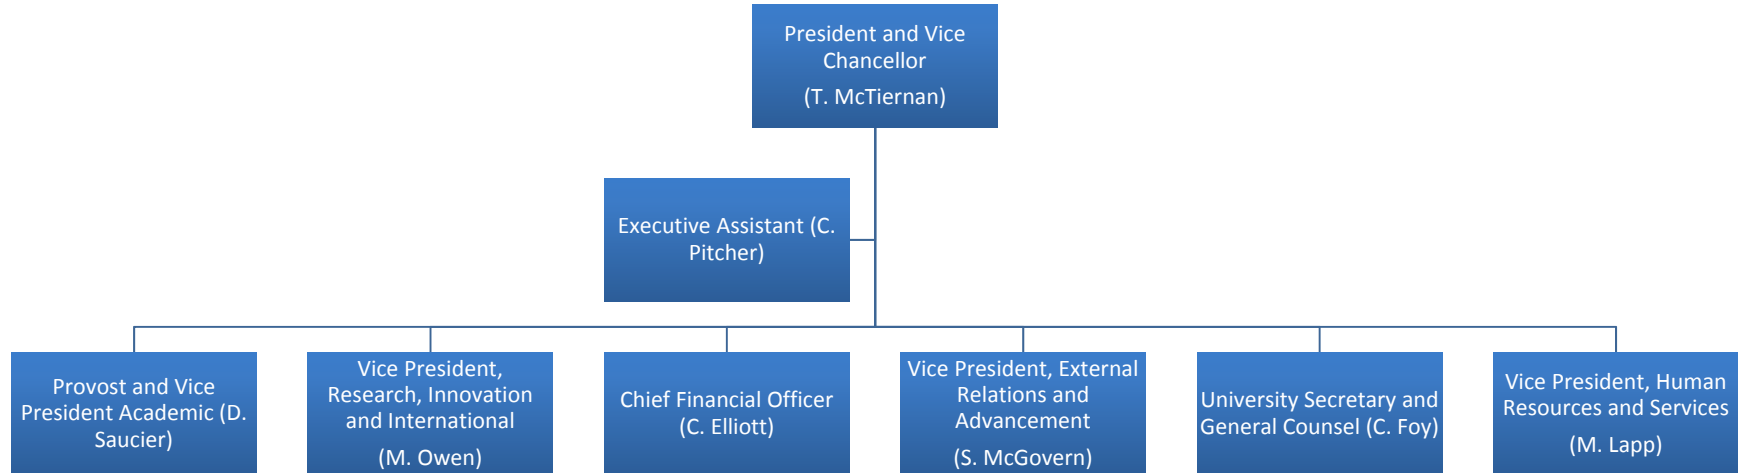 President and Vice
Chancellor
(T. McTiernan)
Executive Assistant (C.
Pitcher)
Provost and Vice
President Academic (D.
Saucier)
Vice President,
Research, Innovation
and International
(M. Owen)
Chief Financial Officer
(C. Elliott)
Vice President, External
Relations and
Advancement
(S. McGovern)
University Secretary and
General Counsel (C. Foy)
Vice President, Human
Resources and Services
(M. Lapp)